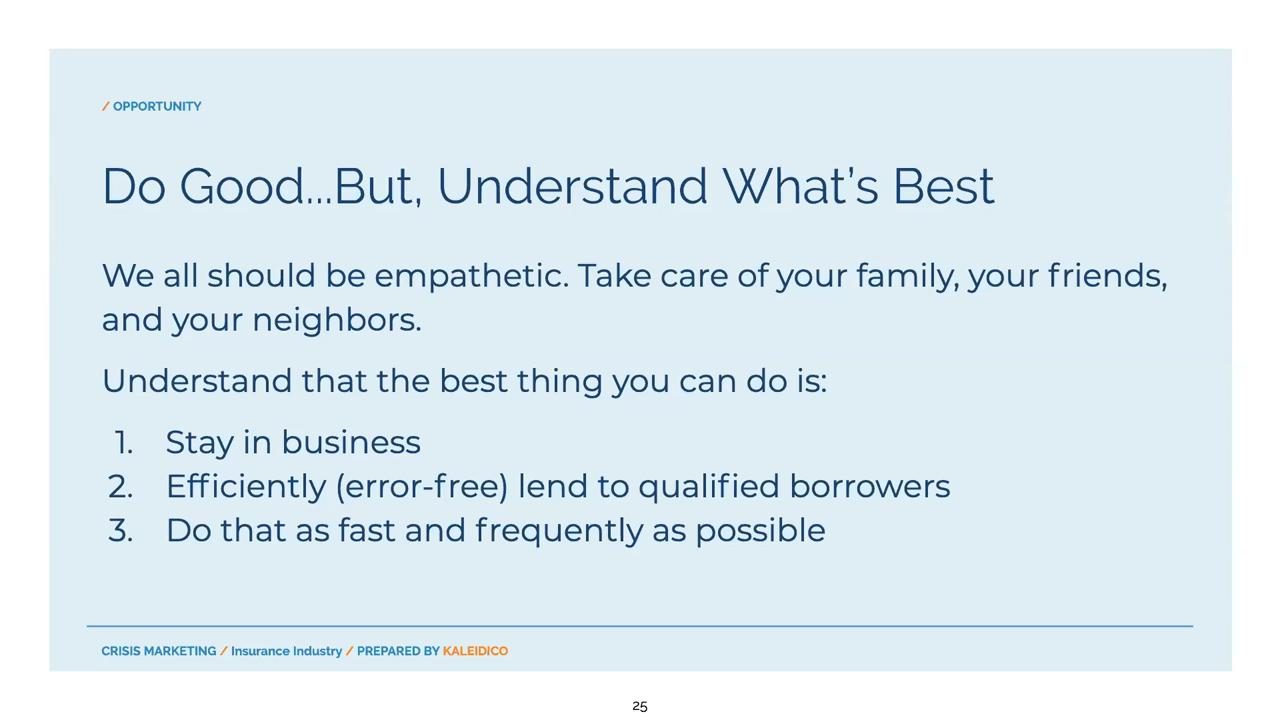 / OPPORTUNITY
Do Good...But, Understand What's Best
We all should be empathetic. Take care of your family, your friends,
and your neighbors.
Understand that the best thing you can do is:
1. Stay in business
2. Efficiently (error-free) lend to qualified borrowers
3. Do that as fast and frequently as possible
CRISIS MARKETING / Insurance Industry / PREPARED BY KALEIDICO
25